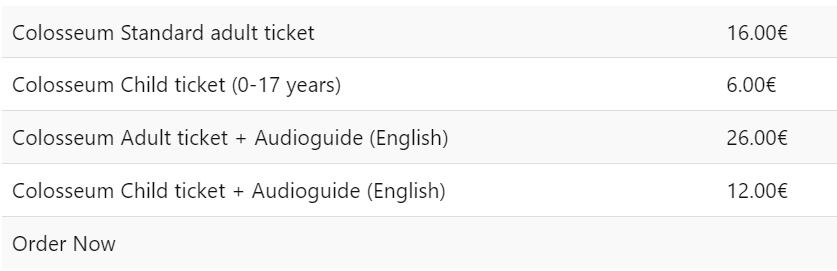 Colosseum Standard adult ticket 16.00€
Colosseum Child ticket (0-17 years) 6.00€
Colosseum Adult ticket + Audioguide (English) 26.00€
Colosseum Child ticket + Audioguide (English) 12.00€
Order Now